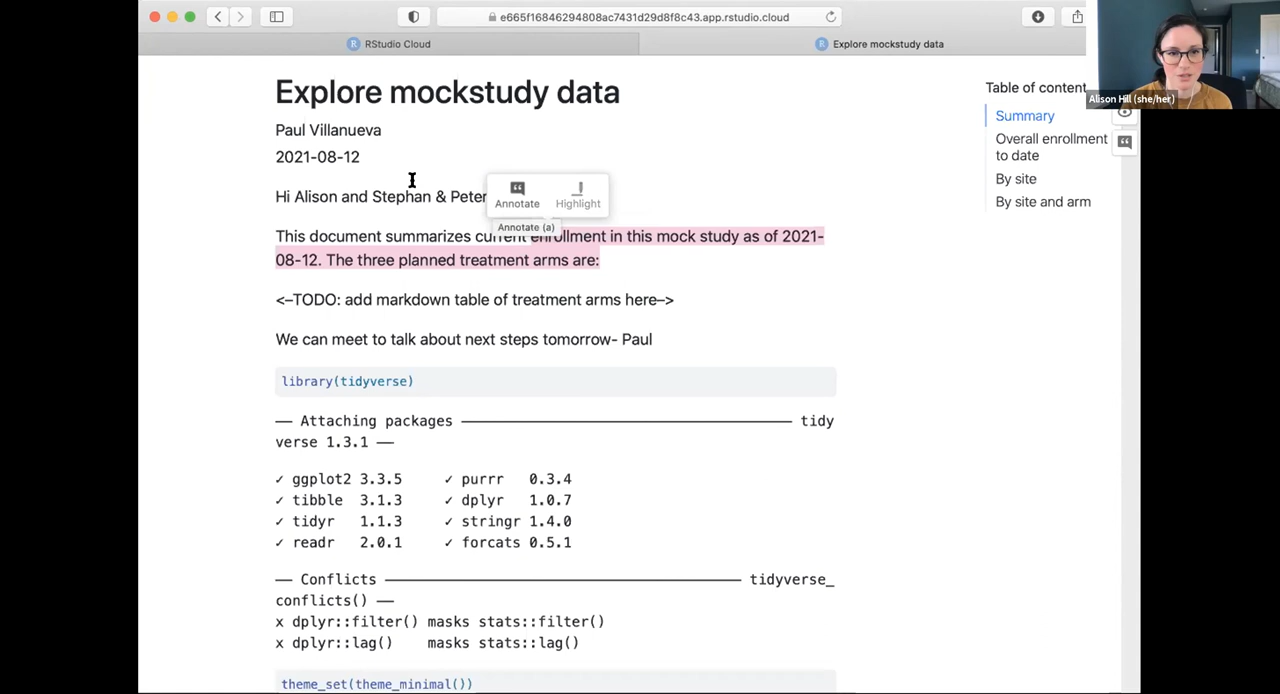 e665f16846294808ac7431d29d8f8c43.app.rstudio.cloud
RStudio Cloud
Explore mockstudy data
Alison Hill (she/her)
Explore mockstudy data
Paul Villanueva
2021-08-12
Hi Alison and Stephan & Peter
Annotate
Highlight
Annotate (a)
This document summarizes current enrollment in this mock study as of 2021-
08-12. The three planned treatment arms are:
<–TODO: add markdown table of treatment arms here–>
We can meet to talk about next steps tomorrow- Paul
library(tidyverse)
── Attaching packages ─────────────────────────────── tidy
verse 1.3.1 ──
✓ ggplot2 3.3.5     ✓ purrr   0.3.4
✓ tibble  3.1.3     ✓ dplyr   1.0.7
✓ tidyr   1.1.3     ✓ stringr 1.4.0
✓ readr   2.0.1     ✓ forcats 0.5.1
── Conflicts ────────────────────────────────── tidyverse_
conflicts() ──
x dplyr::filter() masks stats::filter()
x dplyr::lag()    masks stats::lag()
theme_set(theme_minimal())
Table of content
Summary
Overall enrollment
to date
By site
By site and arm